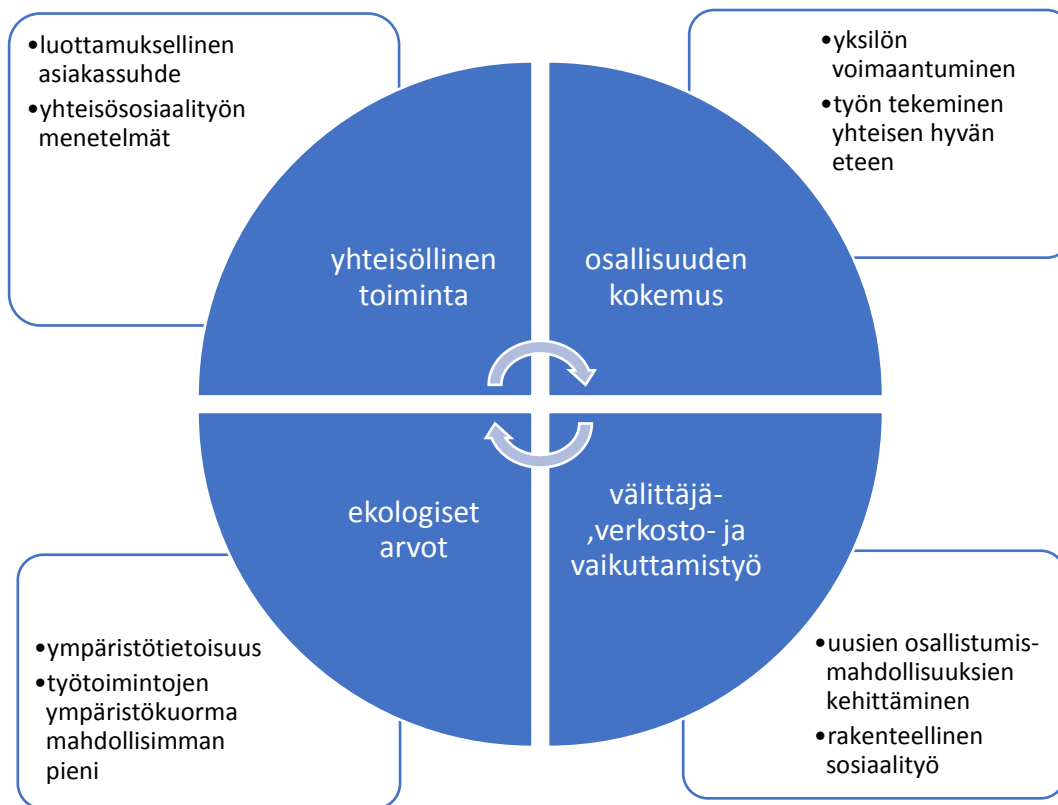 •luottamuksellinen
asiakassuhde
•yhteisösosiaalityön
menetelmät
•yksilön
voimaantuminen
•työn tekeminen
yhteisen hyvän
eteen
yhteisöllinen
toiminta
osallisuuden
kokemus
ekologiset
arvot
välittäjä-
,verkosto- ja
vaikuttamistyö
•ympäristötietoisuus
•työtoimintojen
ympäristökuorma
mahdollisimman
pieni
•uusien osallistumis-
mahdollisuuksien
kehittäminen
•rakenteellinen
sosiaalityö